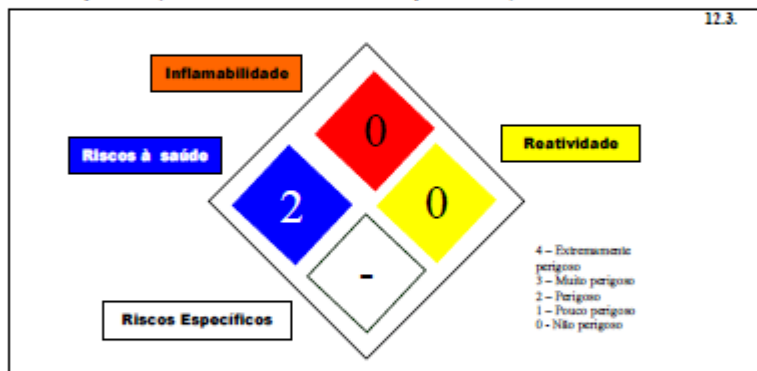 12.3.
Inflamabilidade
0
Riscos à saúde
Reatividade
2
0
-
4 – Extremamente
perigoso
3 – Muito perigoso
2 – Perigoso
1 – Pouco perigoso
0 - Não perigoso
Riscos Específicos